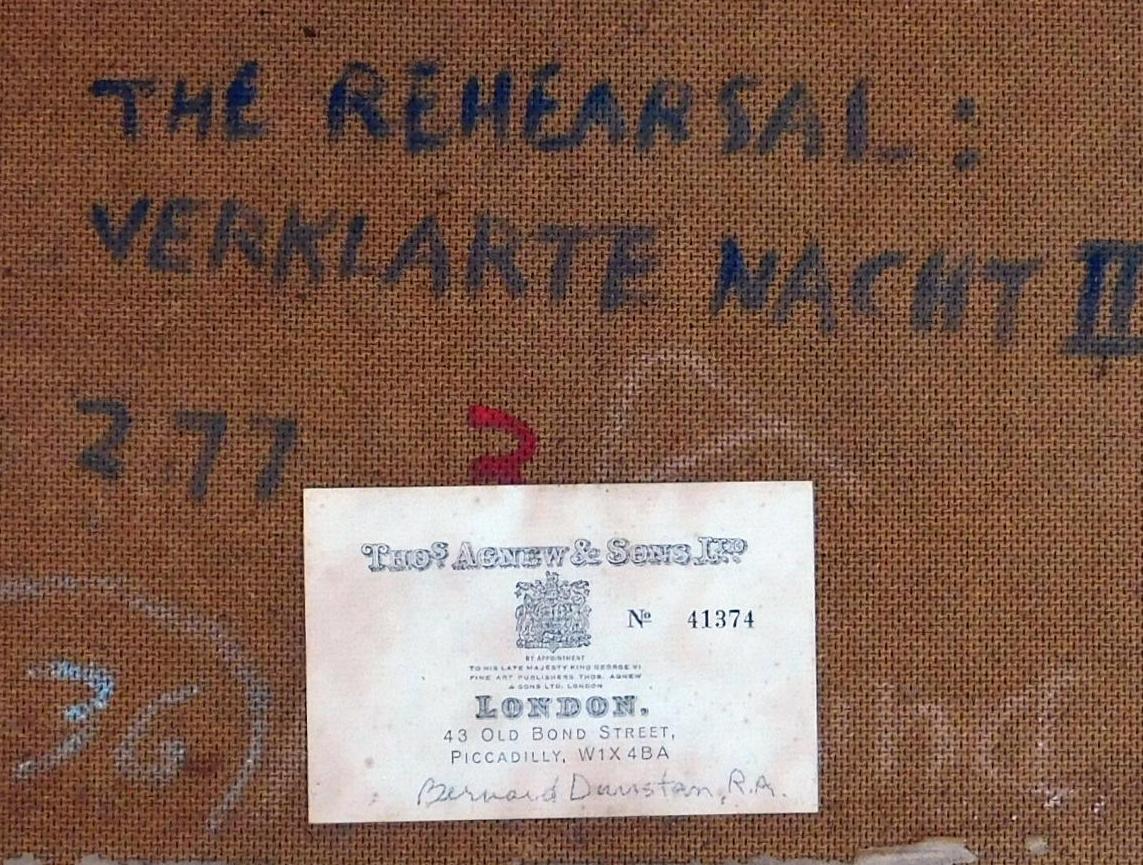 THE REHEARSAL:
VERKLARTE NACHT II
2 77
2
THOS AGNEW & SONS LTD
No 41374
BY APPOINTMENT
TO HIS LATE MAJESTY KING GEORGE VI
FINE ART PUBLISHERS THOS. AGNEW
& SONS LTD. LONDON
LONDON.
43 OLD BOND STREET,
PICCADILLY, W1X 4BA
Bernard Dunstan, R.A.
36